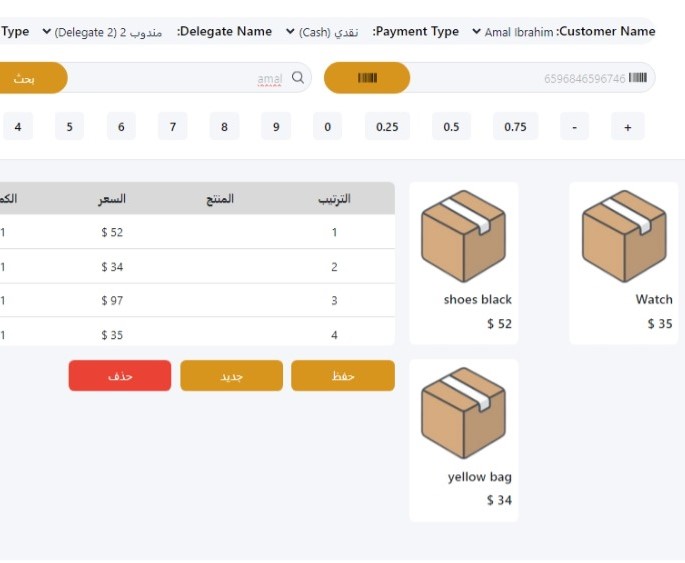 Customer Name: Amal Ibrahim Payment Type: نقدي (Cash) Delegate Name: مندوب 2 (Delegate 2) Type
6596846596746 amal بحث
+ - 0.75 0.5 0.25 0 9 8 7 6 5 4
الترتيب المنتج السعر الكم
1 $ 52 1
2 $ 34 1
3 $ 97 1
4 $ 35 1
حفظ جديد حذف
Watch
$ 35
shoes black
$ 52
yellow bag
$ 34